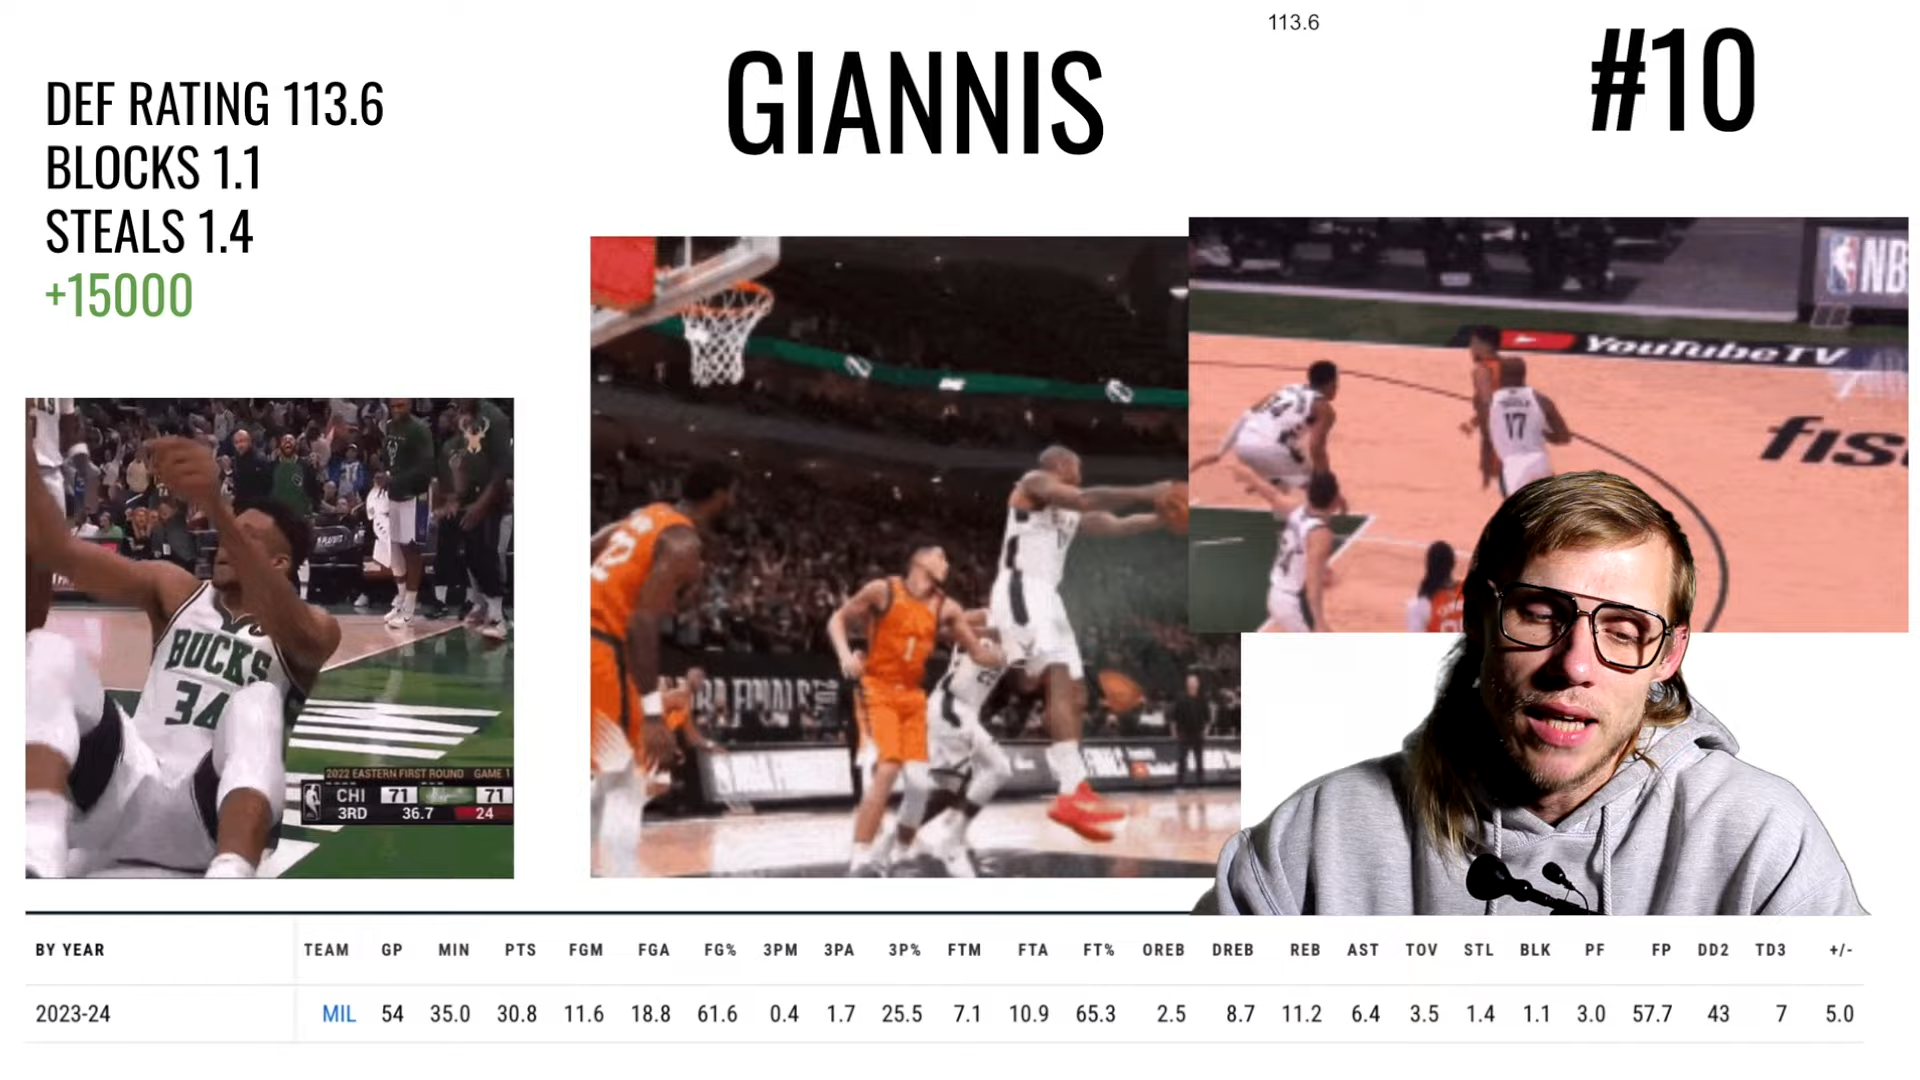 113.6
#10
GIANNIS
DEF RATING 113.6
BLOCKS 1.1
STEALS 1.4
+15000
NB
YouTubeTV
fis
17
1
BUCKS
34
2022 EASTERN FIRST ROUND GAME 1
CHI 71 71
3RD 36.7 24
BY YEAR TEAM GP MIN PTS FGM FGA FG% 3PM 3PA 3P% FTM FTA FT% OREB DREB REB AST TOV STL BLK PF FP DD2 TD3 +/-
2023-24 MIL 54 35.0 30.8 11.6 18.8 61.6 0.4 1.7 25.5 7.1 10.9 65.3 2.5 8.7 11.2 6.4 3.5 1.4 1.1 3.0 57.7 43 7 5.0